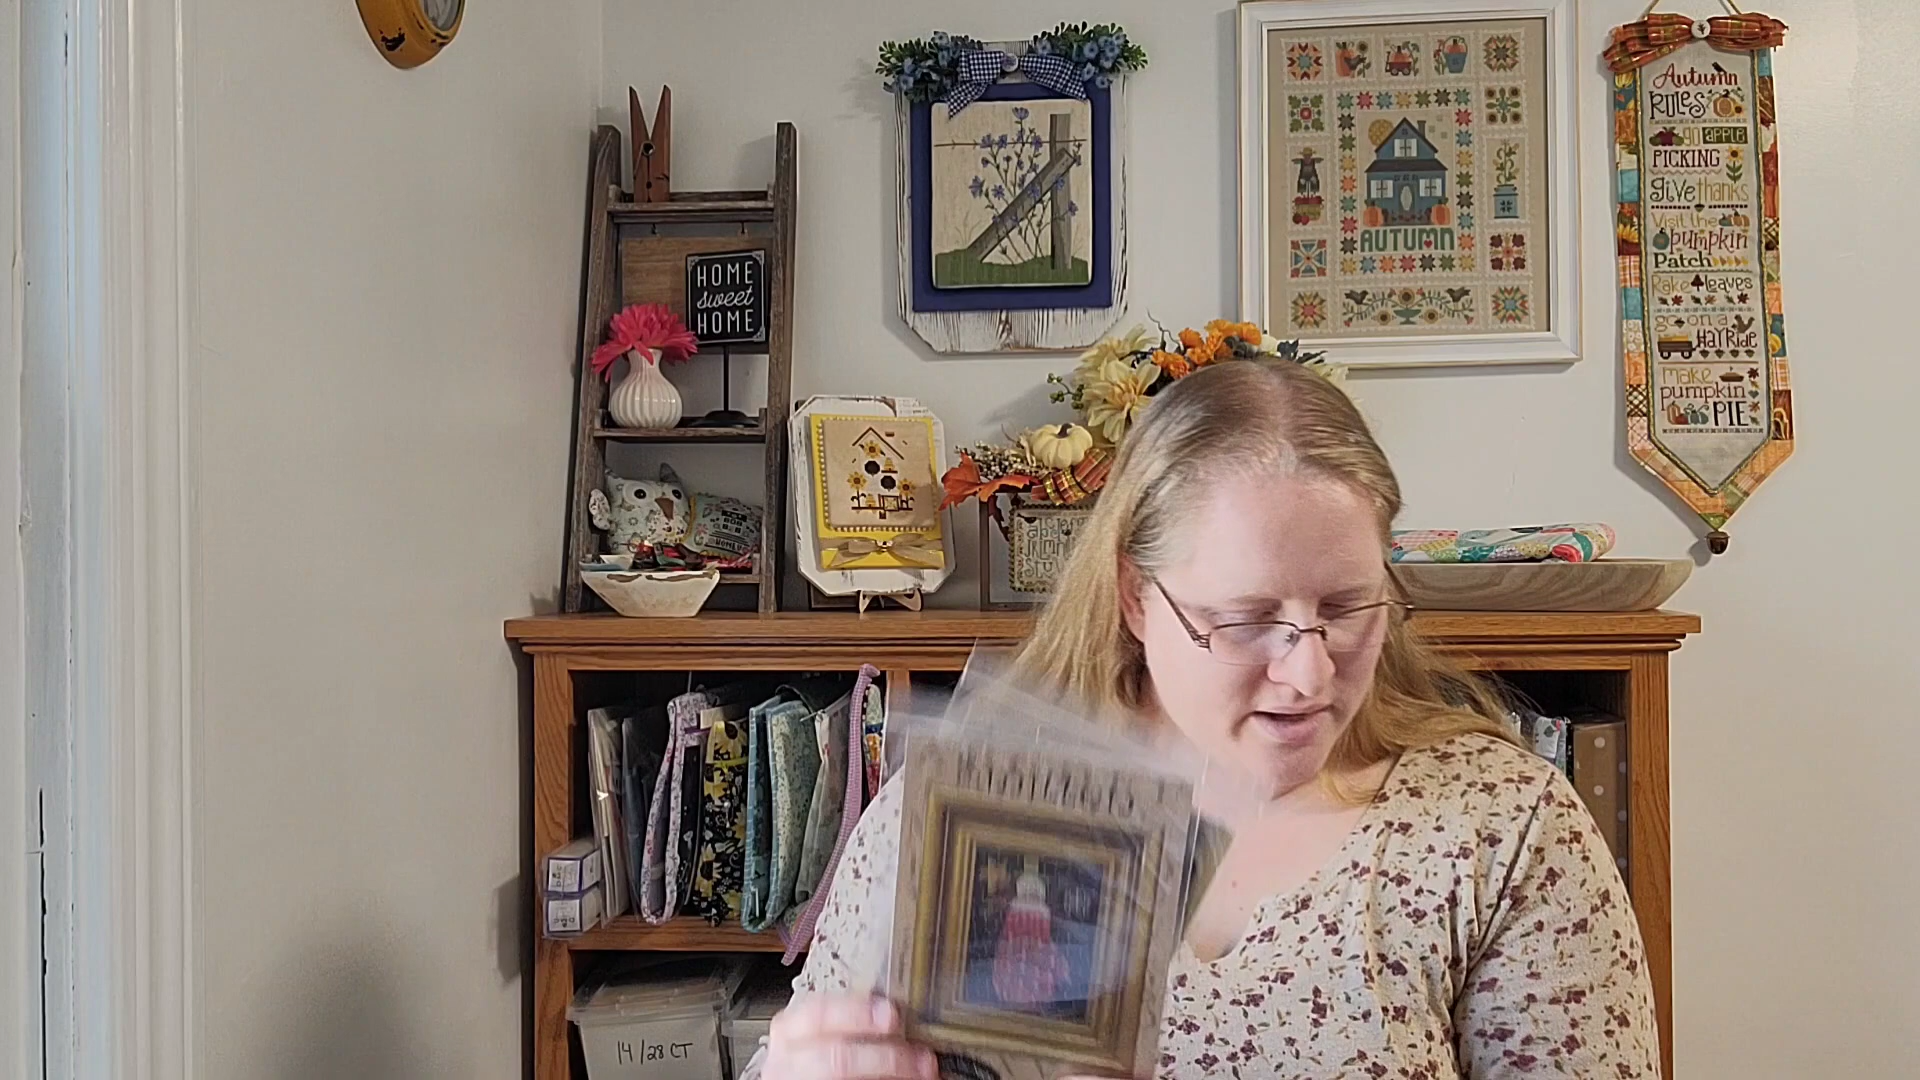 HOME
sweet
HOME
AUTUMN
Autumn
RULES
go apple
PICKING
give thanks
Visit the
pumpkin
Patch
Rake Leaves
go on a
HAYRIDE
make
pumpkin
PIE
14/28 CT